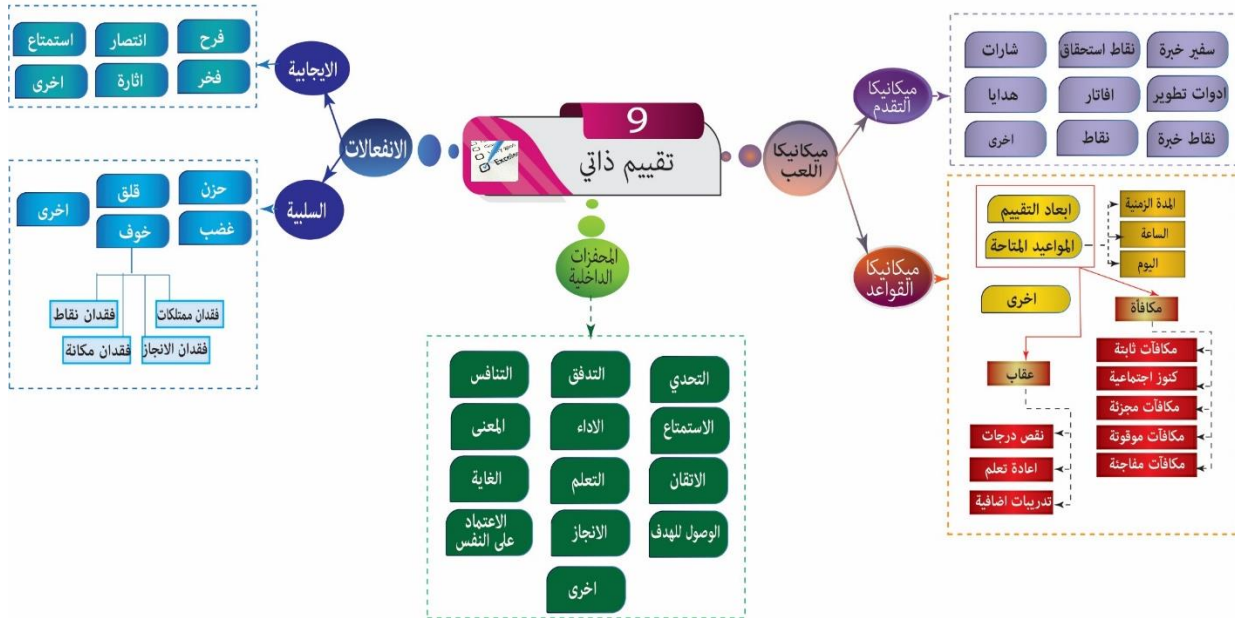 9
تقييم ذاتي
Excellent
ميكانيكا
اللعب
ميكانيكا
التقدم
سفير خبرة
نقاط استحقاق
شارات
ادوات تطوير
افاتار
هدايا
نقاط خبرة
نقاط
اخرى
ميكانيكا
القواعد
ابعاد التقييم
المواعيد المتاحة
اخرى
المدة الزمنية
الساعة
اليوم
مكافأة
مكافآت ثابتة
كنوز اجتماعية
مكافآت مجزئة
مكافآت موقوتة
مكافآت مفاجئة
عقاب
نقص درجات
اعادة تعلم
تدريبات اضافية
المحفزات
الداخلية
التحدي
التدفق
التنافس
الاستمتاع
الاداء
المعنى
الاتقان
التعلم
الغاية
الوصول للهدف
الانجاز
الاعتماد
على النفس
اخرى
الانفعالات
الايجابية
فرح
انتصار
استمتاع
فخر
اثارة
اخرى
السلبية
حزن
قلق
اخرى
غضب
خوف
فقدان ممتلكات
فقدان نقاط
فقدان الانجاز
فقدان مكانة